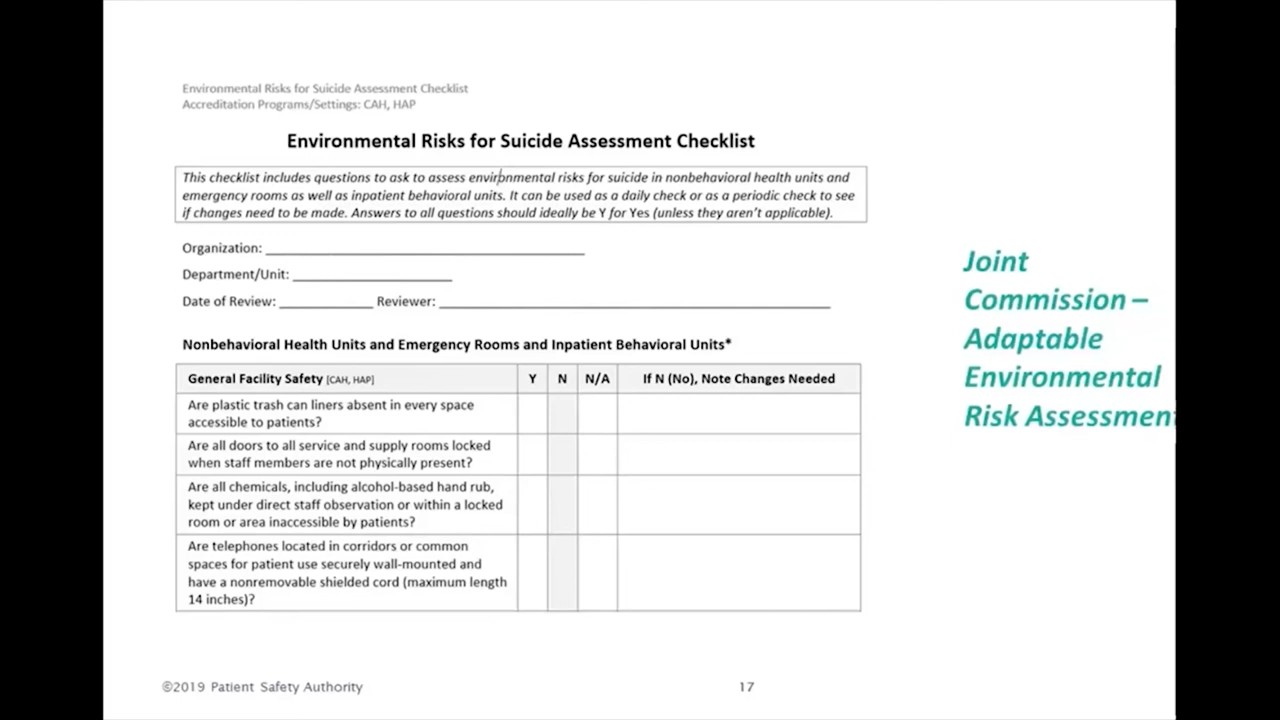 Environmental Risks for Suicide Assessment Checklist
Accreditation Programs/Settings: CAH, HAP
Environmental Risks for Suicide Assessment Checklist
This checklist includes questions to ask to assess environmental risks for suicide in nonbehavioral health units and
emergency rooms as well as inpatient behavioral units. It can be used as a daily check or as a periodic check to see
if changes need to be made. Answers to all questions should ideally be Y for Yes (unless they aren't applicable).
Organization:
Department/Unit:
Date of Review: Reviewer:
Nonbehavioral Health Units and Emergency Rooms and Inpatient Behavioral Units*
General Facility Safety [CAH, HAP] Y N N/A If N (No), Note Changes Needed
Are plastic trash can liners absent in every space
accessible to patients?
Are all doors to all service and supply rooms locked
when staff members are not physically present?
Are all chemicals, including alcohol-based hand rub,
kept under direct staff observation or within a locked
room or area inaccessible by patients?
Are telephones located in corridors or common
spaces for patient use securely wall-mounted and
have a nonremovable shielded cord (maximum length
14 inches)?
Joint
Commission –
Adaptable
Environmental
Risk Assessment
©2019 Patient Safety Authority
17